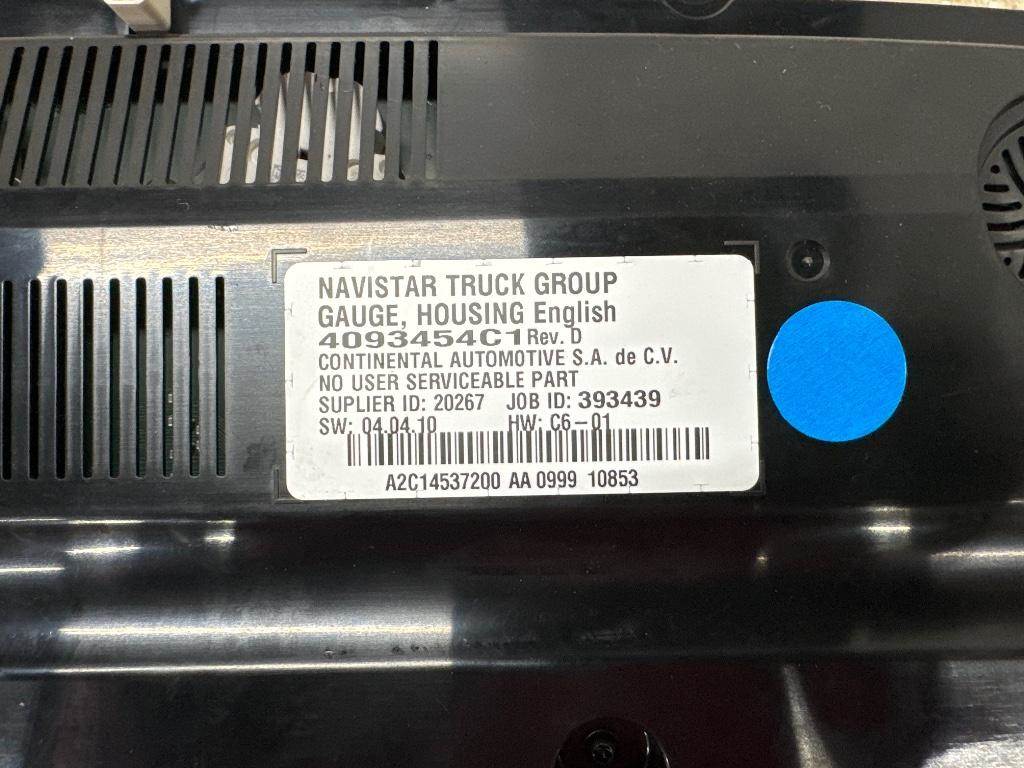 NAVISTAR TRUCK GROUP
GAUGE, HOUSING English
4093454C1 Rev. D
CONTINENTAL AUTOMOTIVE S.A. de C.V.
NO USER SERVICEABLE PART
SUPLIER ID: 20267 JOB ID: 393439
SW: 04.04.10 HW: C6-01
A2C14537200 AA 0999 10853